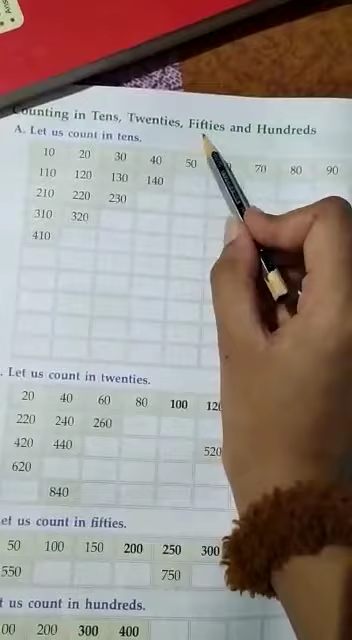 Counting in Tens, Twenties, Fifties and Hundreds
A. Let us count in tens.
10 20 30 40 50 70 80 90
110 120 130 140
210 220 230
310 320
410
. Let us count in twenties.
20 40 60 80 100 120
220 240 260
420 440 520
620
840
et us count in fifties.
50 100 150 200 250 300
550 750
t us count in hundreds.
00 200 300 400